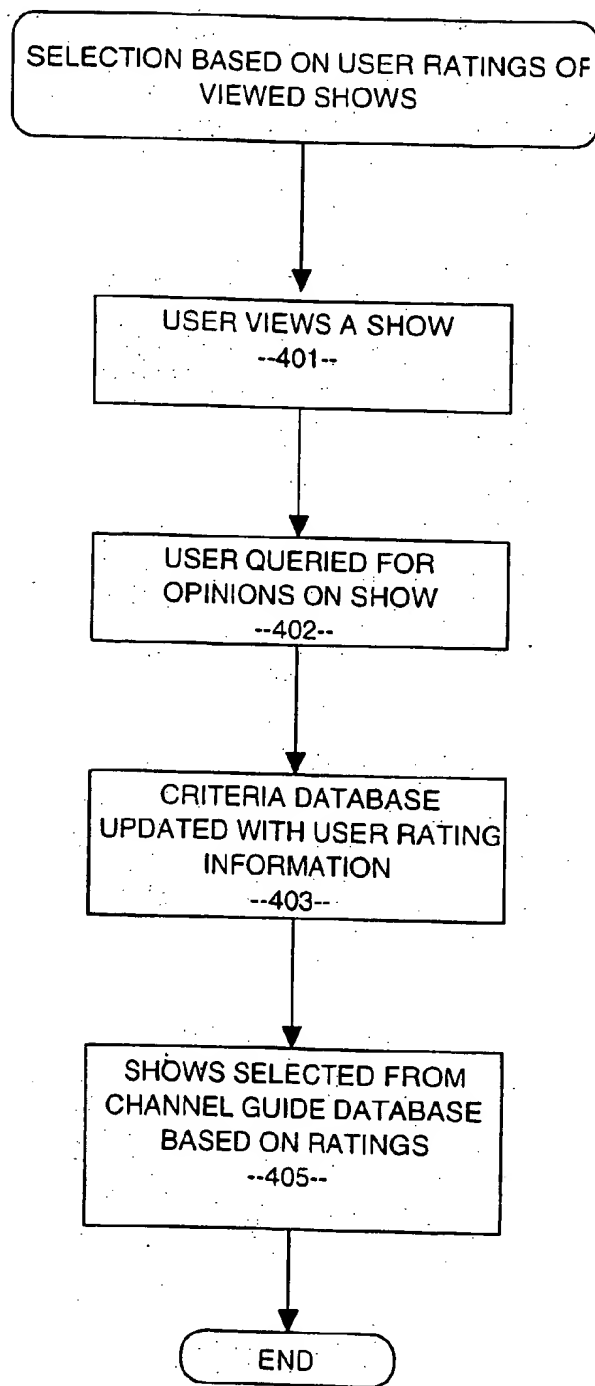 SELECTION BASED ON USER RATINGS OF
VIEWED SHOWS
USER VIEWS A SHOW
--401--
USER QUERIED FOR
OPINIONS ON SHOW
--402--
CRITERIA DATABASE
UPDATED WITH USER RATING
INFORMATION
--403--
SHOWS SELECTED FROM
CHANNEL GUIDE DATABASE
BASED ON RATINGS
--405--
END